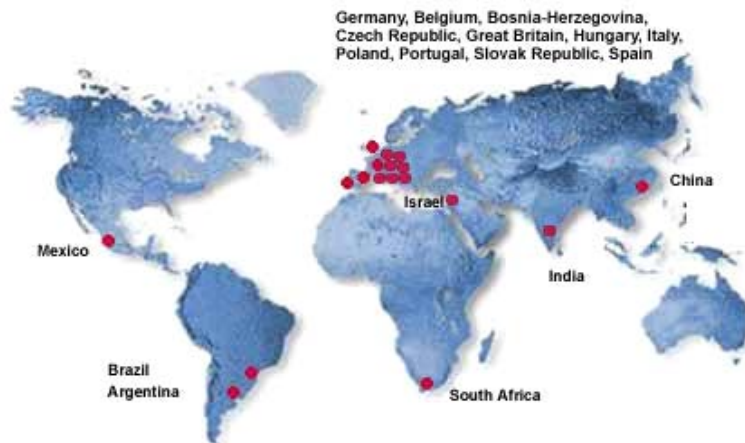 Germany, Belgium, Bosnia-Herzegovina,
Czech Republic, Great Britain, Hungary, Italy,
Poland, Portugal, Slovak Republic, Spain
China
Israel
Mexico
India
Brazil
Argentina
South Africa